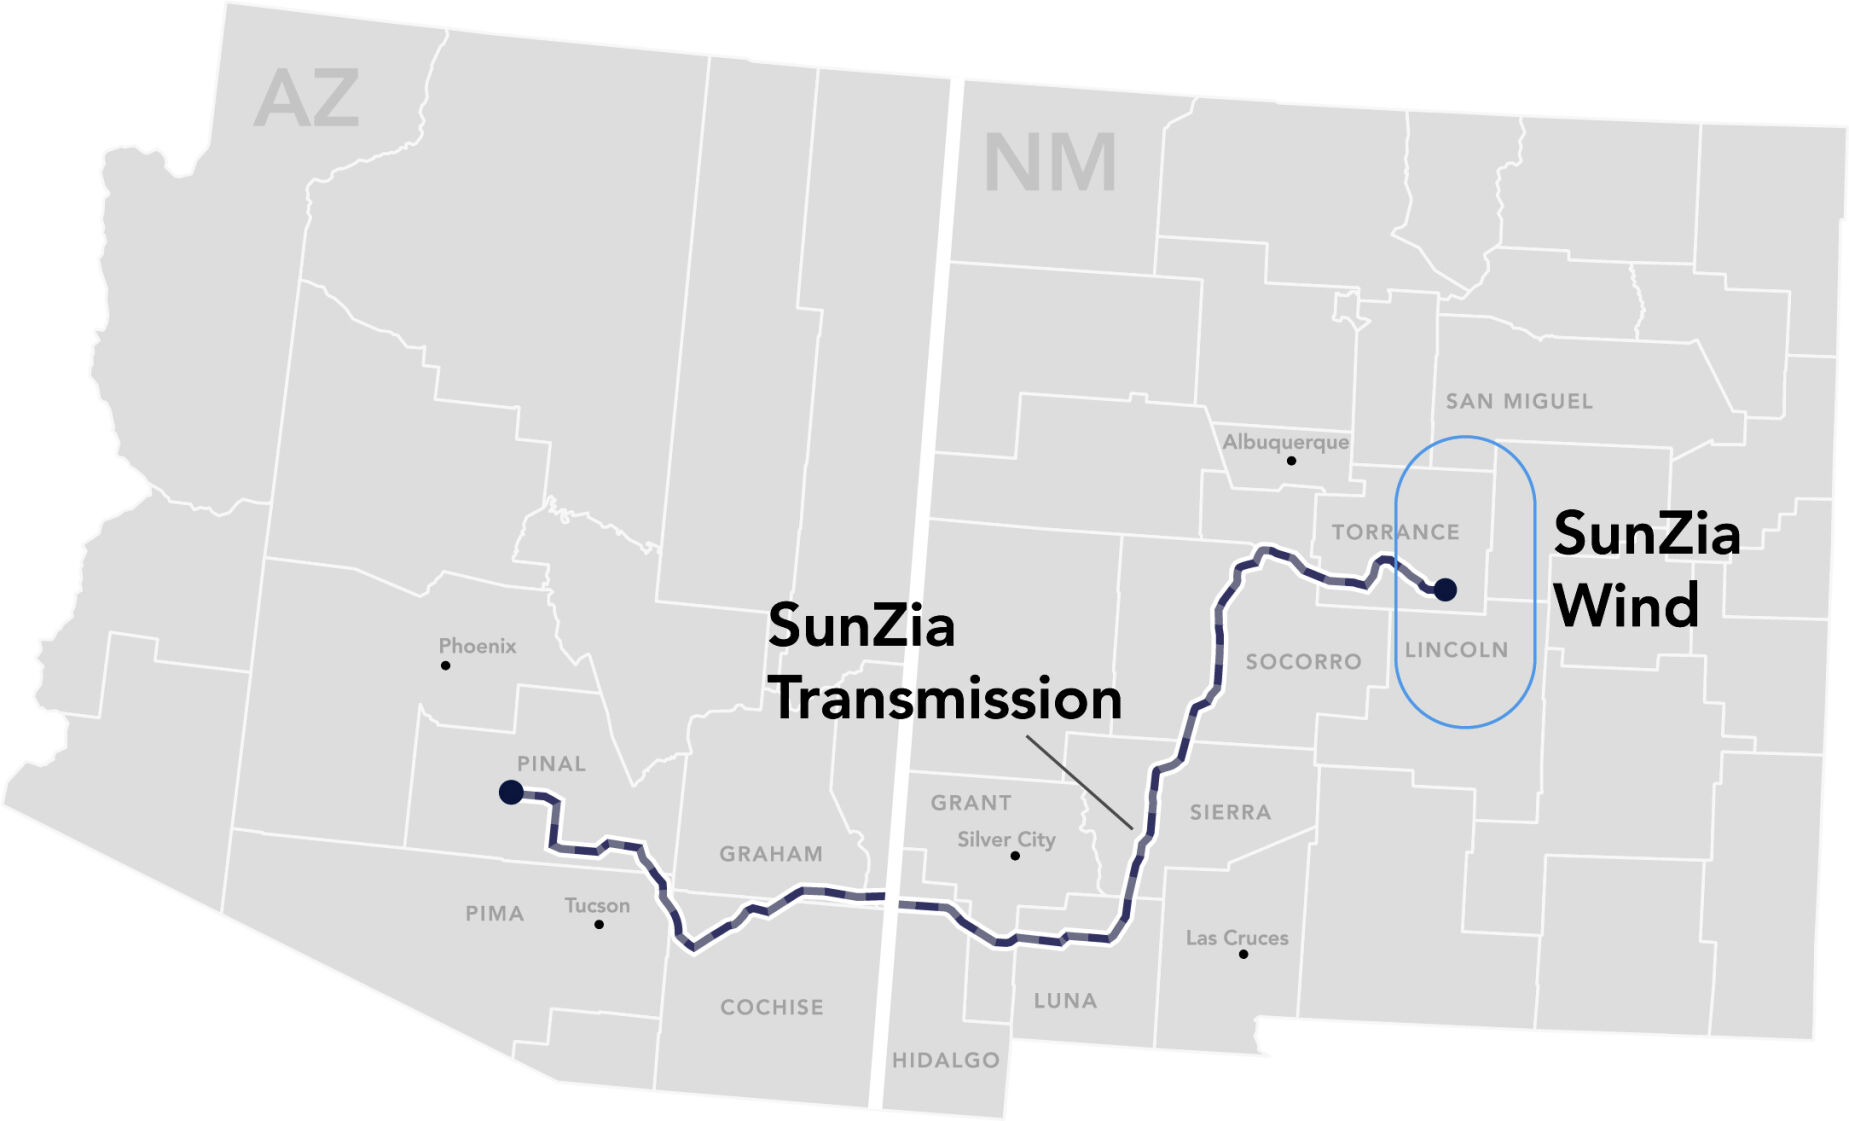 AZ
NM
SAN MIGUEL
Albuquerque
TORRANCE
SunZia
Wind
SunZia
Transmission
Phoenix
SOCORRO
LINCOLN
PINAL
GRANT
Silver City
SIERRA
GRAHAM
PIMA
Tucson
Las Cruces
COCHISE
LUNA
HIDALGO